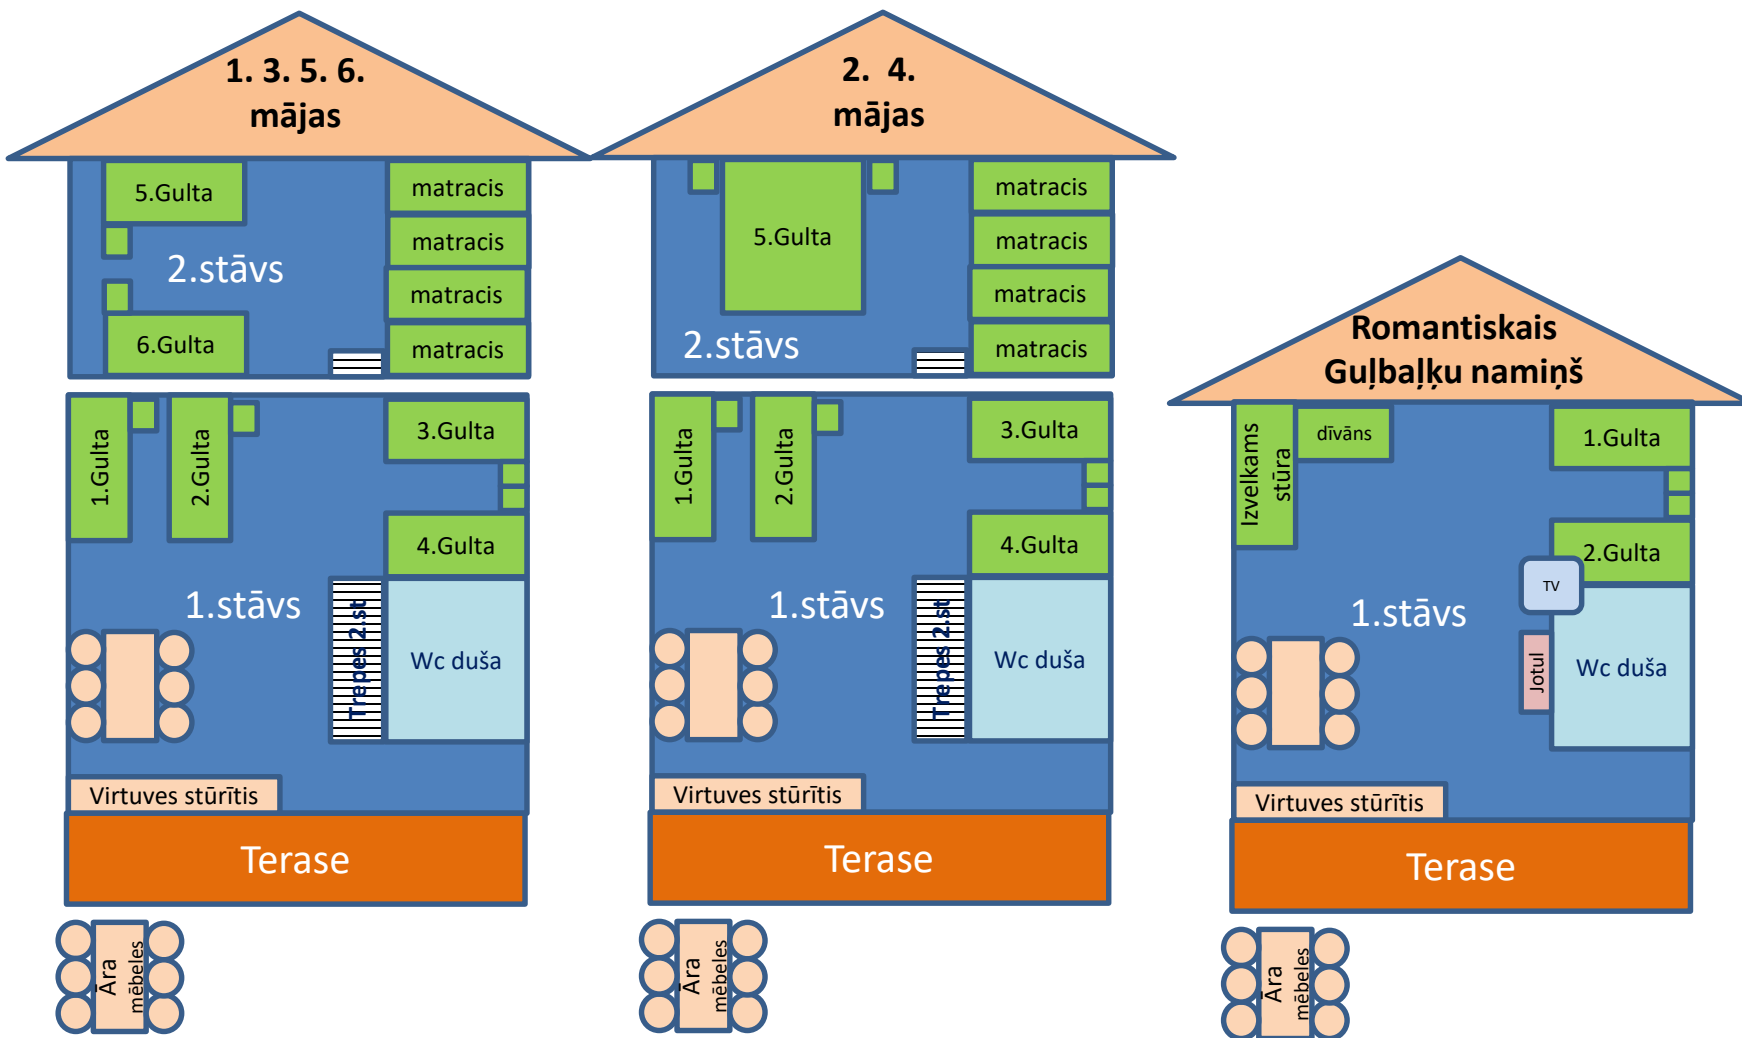 1. 3. 5. 6.
mājas
5.Gulta
matracis
matracis
2.stāvs
matracis
6.Gulta
matracis
1.Gulta
2.Gulta
3.Gulta
4.Gulta
1.stāvs
Trepes 2.st
Wc duša
Virtuves stūrītis
Terase
Āra
mēbeles
2. 4.
mājas
5.Gulta
matracis
matracis
matracis
2.stāvs
matracis
1.Gulta
2.Gulta
3.Gulta
4.Gulta
1.stāvs
Trepes 2.st
Wc duša
Virtuves stūrītis
Terase
Āra
mēbeles
Romantiskais
Guļbaļķu namiņš
Izvelkams
stūra
dīvāns
1.Gulta
2.Gulta
TV
1.stāvs
Jotul
Wc duša
Virtuves stūrītis
Terase
Āra
mēbeles